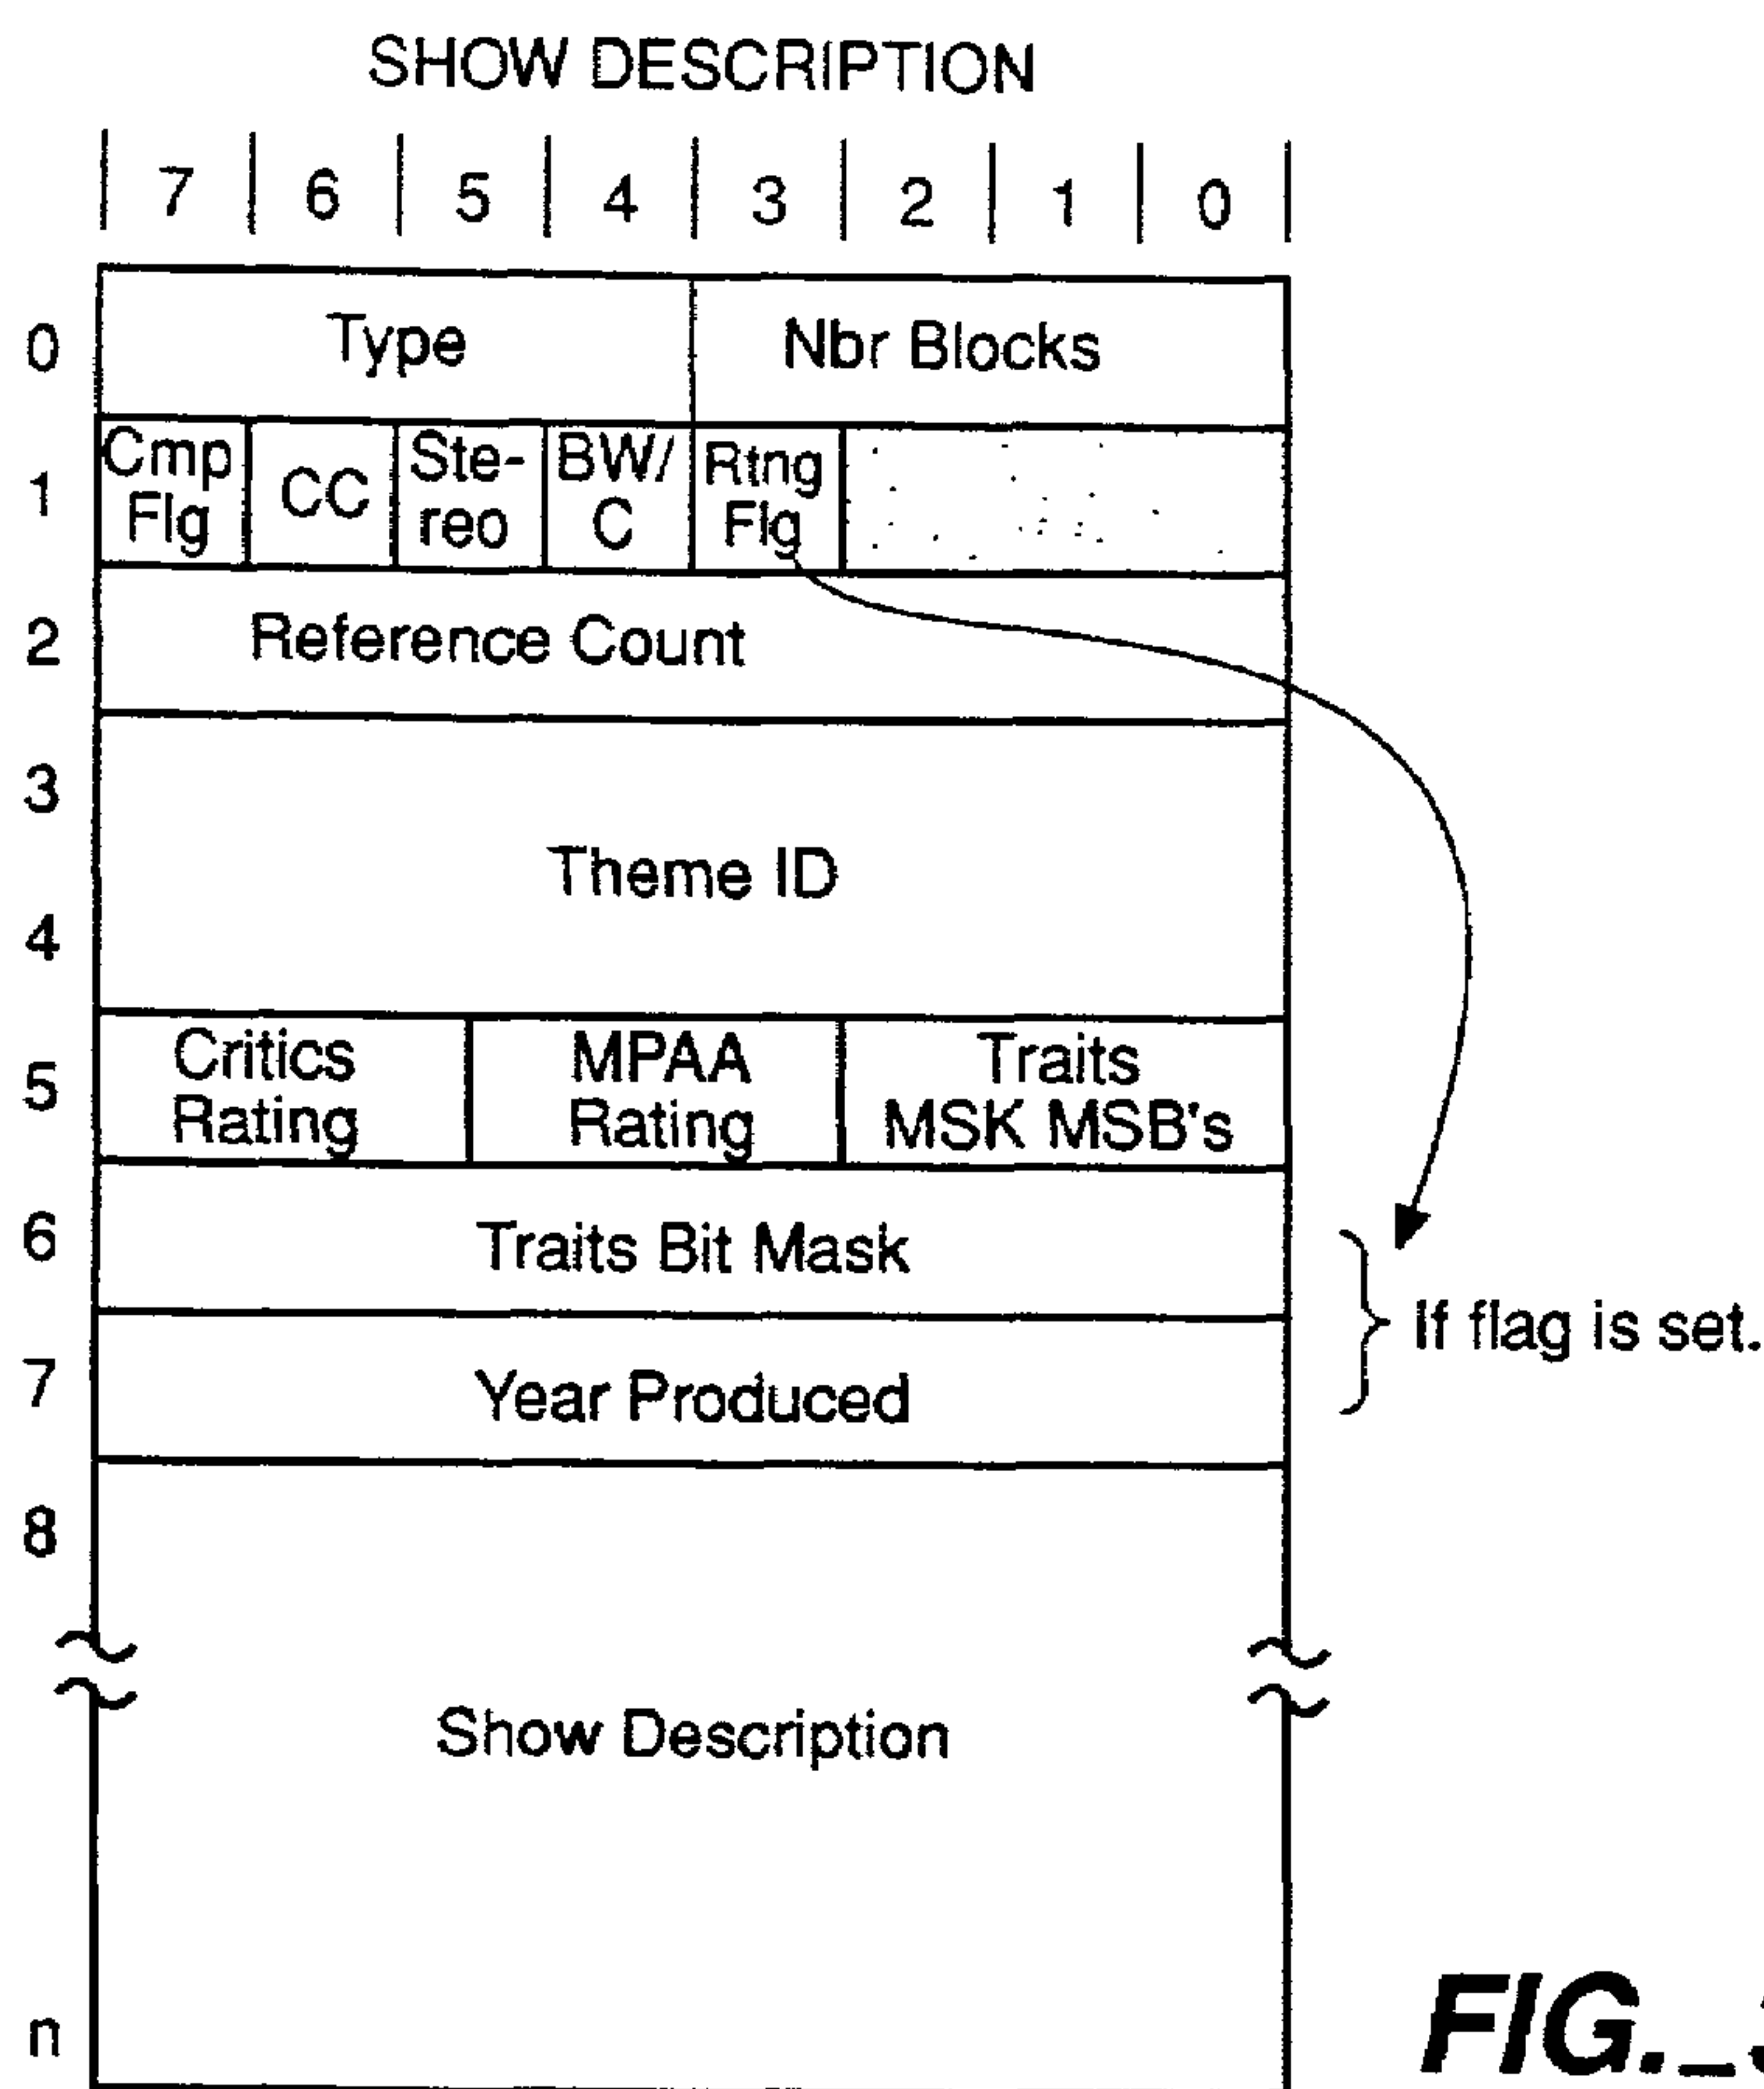 SHOW DESCRIPTION
7 6 5 4 3 2 1 0
0 Type Nbr Blocks
1 Cmp Flg CC Ste- reo BW/ C Rtng Flg
2 Reference Count
3
Theme ID
4
5 Critics Rating MPAA Rating Traits MSK MSB's
6 Traits Bit Mask
If flag is set.
7 Year Produced
8
Show Description
n
FIG._